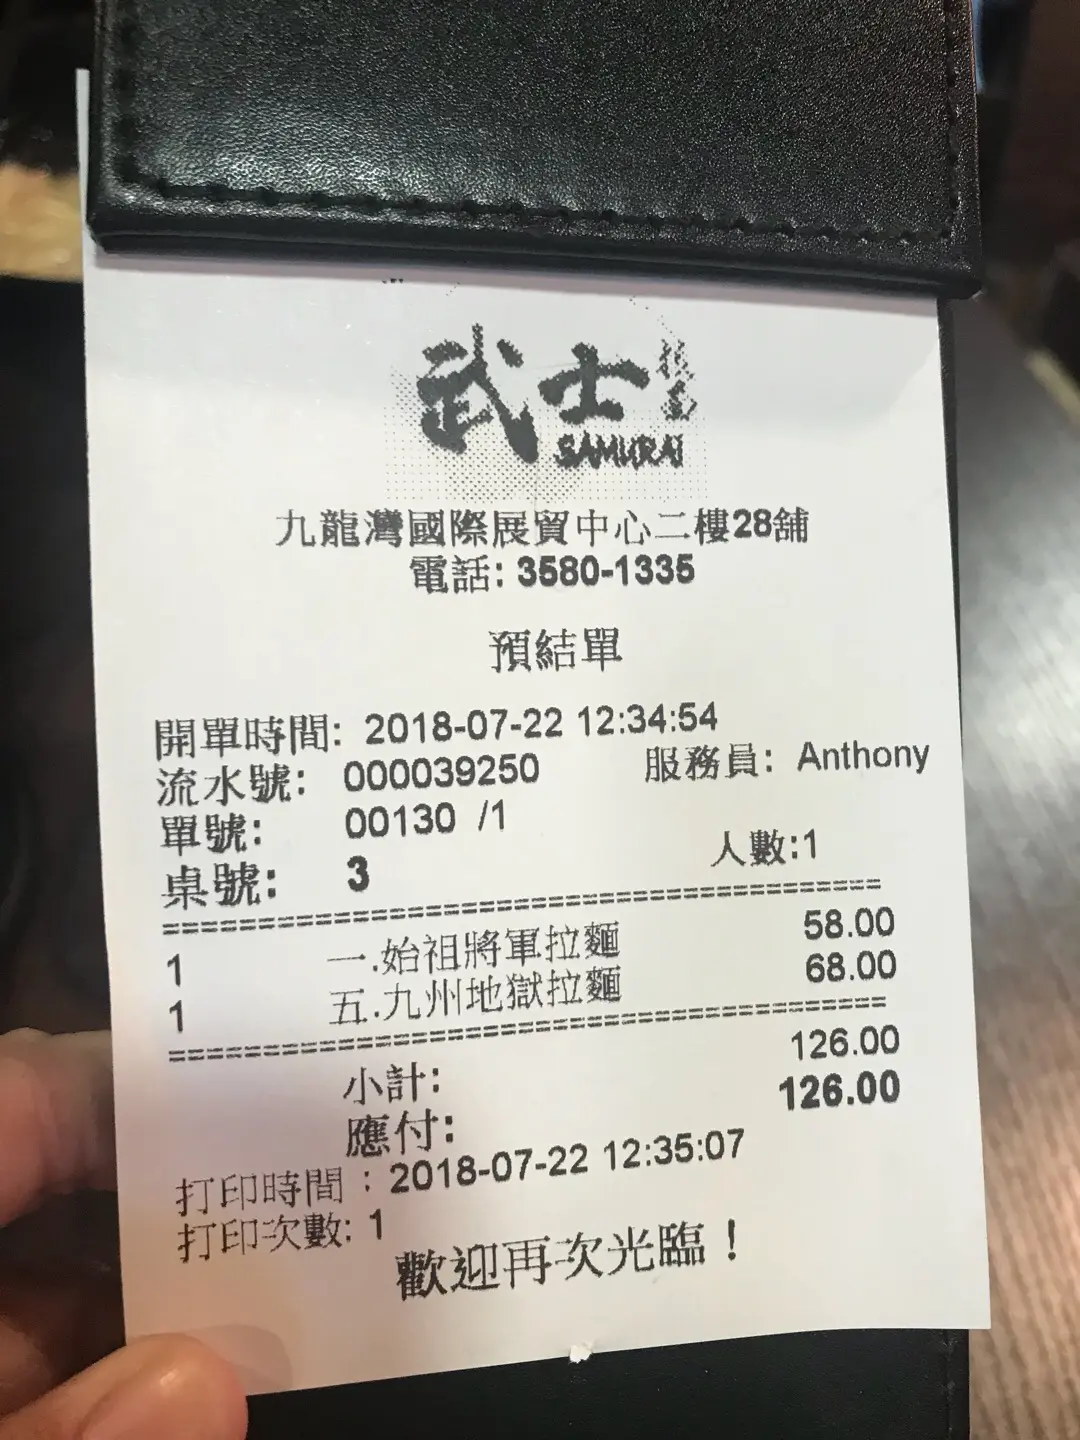 武士
SAMURAI
九龍灣國際展貿中心二樓28舖
電話: 3580-1335
預結單
開單時間: 2018-07-22 12:34:54
流水號: 000039250 服務員: Anthony
單號: 00130 /1
桌號: 3 人數:1
1 一.始祖將軍拉麵 58.00
1 五.九州地獄拉麵 68.00
小計: 126.00
應付: 126.00
打印時間：2018-07-22 12:35:07
打印次數: 1
歡迎再次光臨！